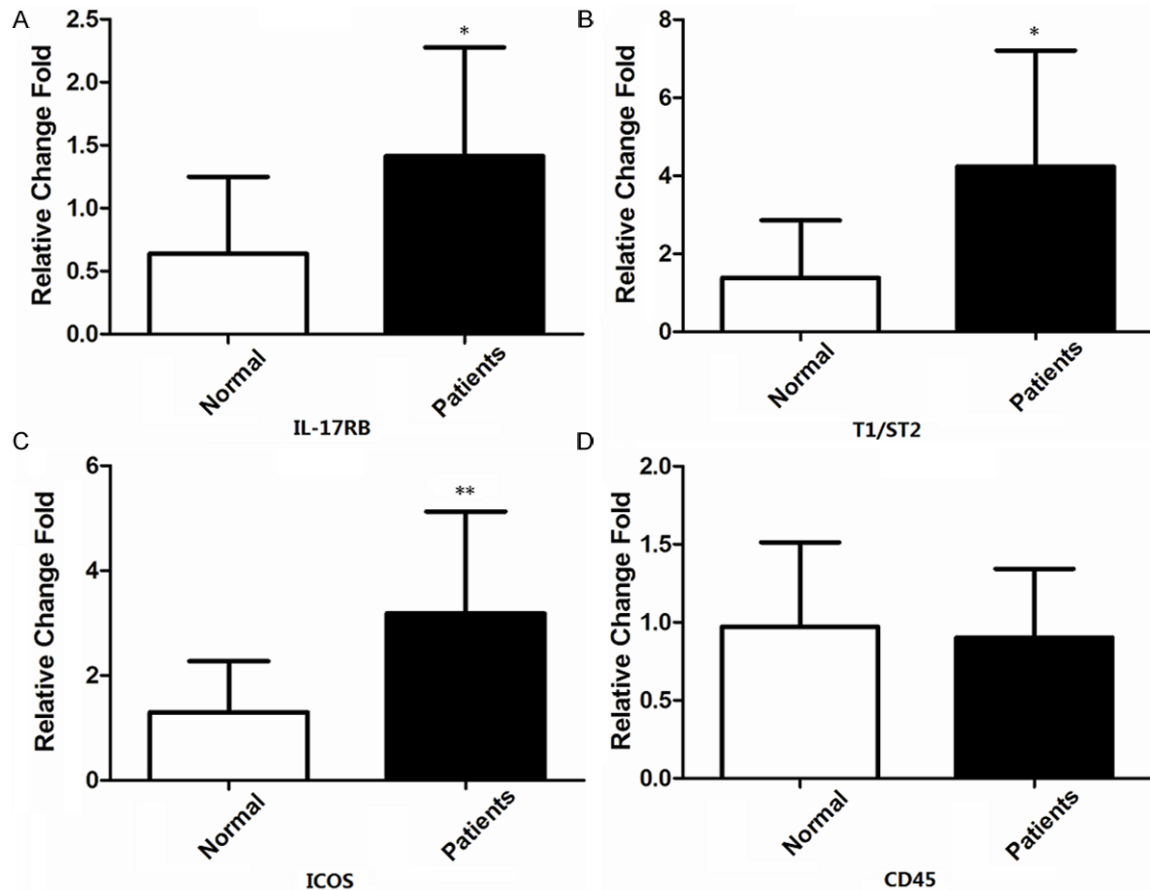 A
Relative Change Fold
2.5
2.0
1.5
1.0
0.5
0.0
*
Normal
Patients
IL-17RB
B
Relative Change Fold
8
6
4
2
0
*
Normal
Patients
T1/ST2
C
Relative Change Fold
6
4
2
0
**
Normal
Patients
ICOS
D
Relative Change Fold
2.0
1.5
1.0
0.5
0.0
Normal
Patients
CD45